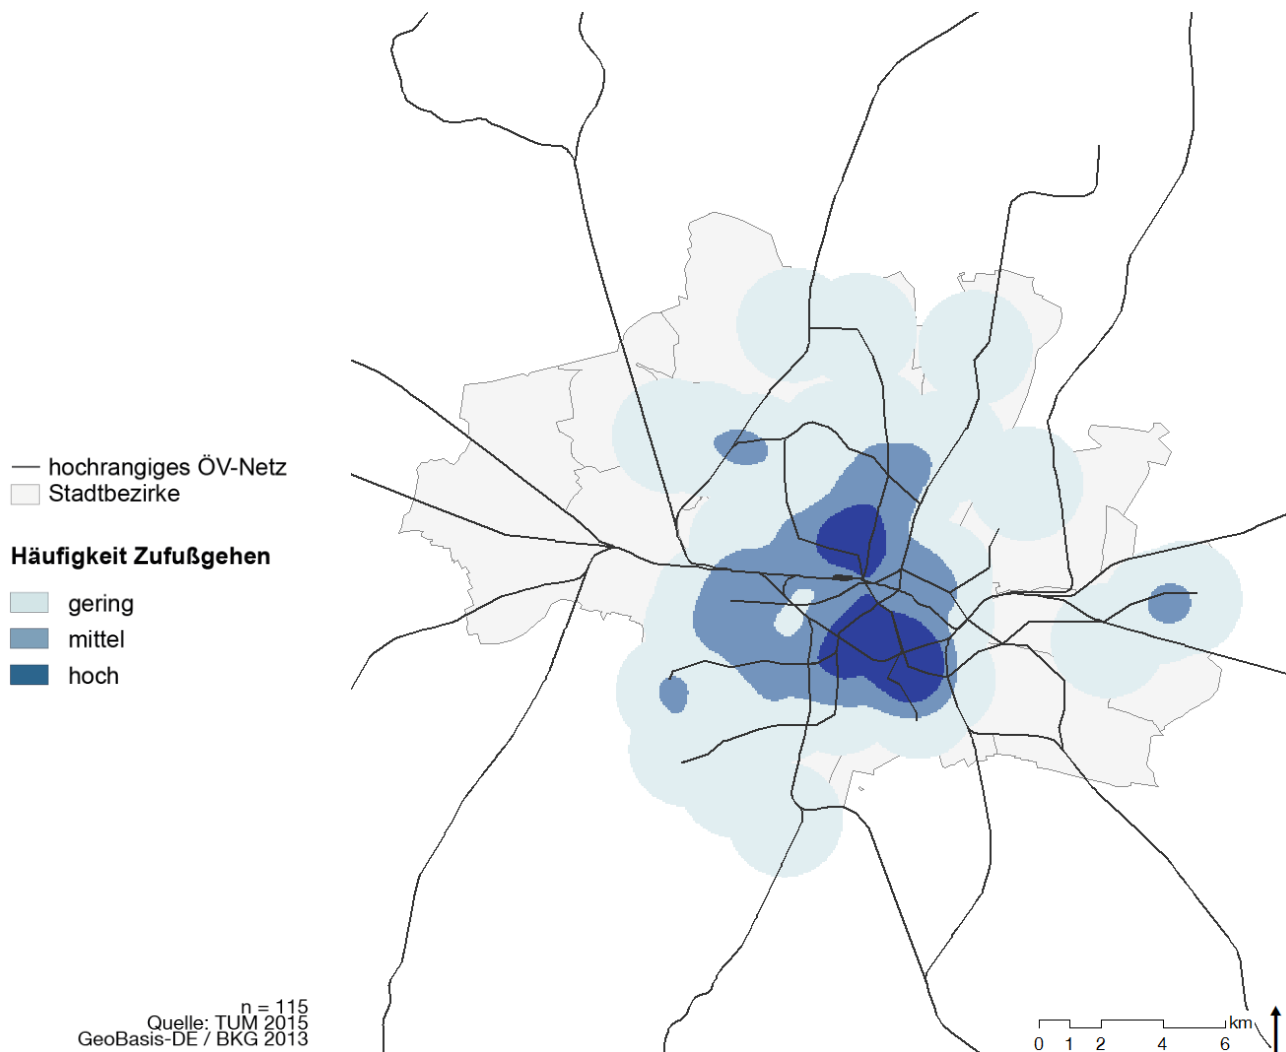 hochrangiges ÖV-Netz
Stadtbezirke
Häufigkeit Zufußgehen
gering
mittel
hoch
n = 115
Quelle: TUM 2015
GeoBasis-DE / BKG 2013
km
0 1 2 4 6